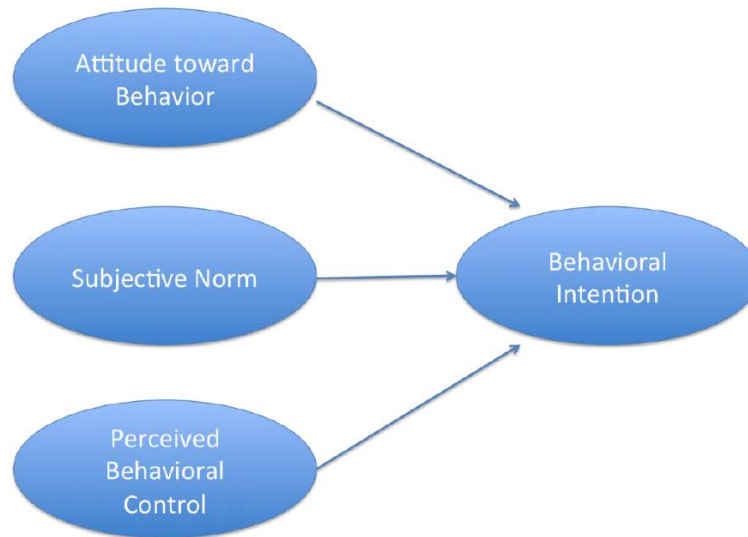 Attitude toward
Behavior
Subjective Norm
Behavioral
Intention
Perceived
Behavioral
Control